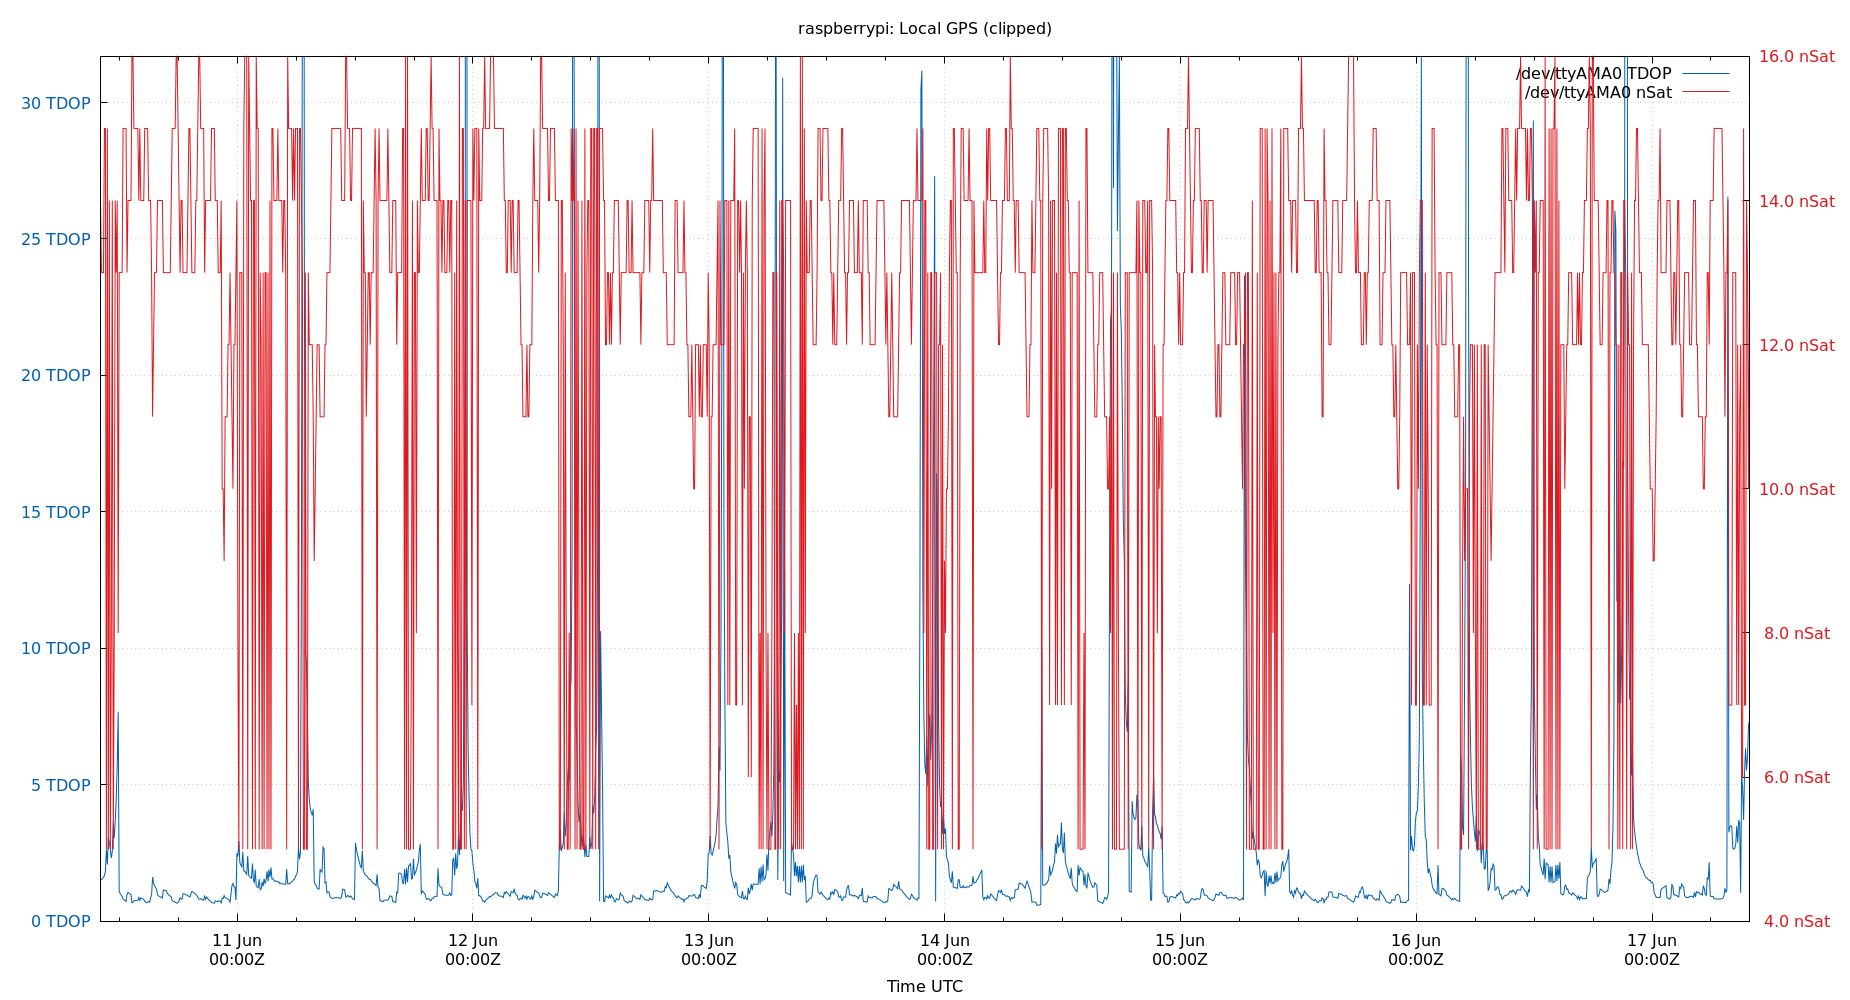 raspberrypi: Local GPS (clipped)
16.0 nSat
/dev/ttyAMA0 TDOP
/dev/ttyAMA0 nSat
30 TDOP
14.0 nSat
25 TDOP
12.0 nSat
20 TDOP
10.0 nSat
15 TDOP
8.0 nSat
10 TDOP
6.0 nSat
5 TDOP
4.0 nSat
0 TDOP
11 Jun 12 Jun 13 Jun 14 Jun 15 Jun 16 Jun 17 Jun
00:00Z 00:00Z 00:00Z 00:00Z 00:00Z 00:00Z 00:00Z
Time UTC